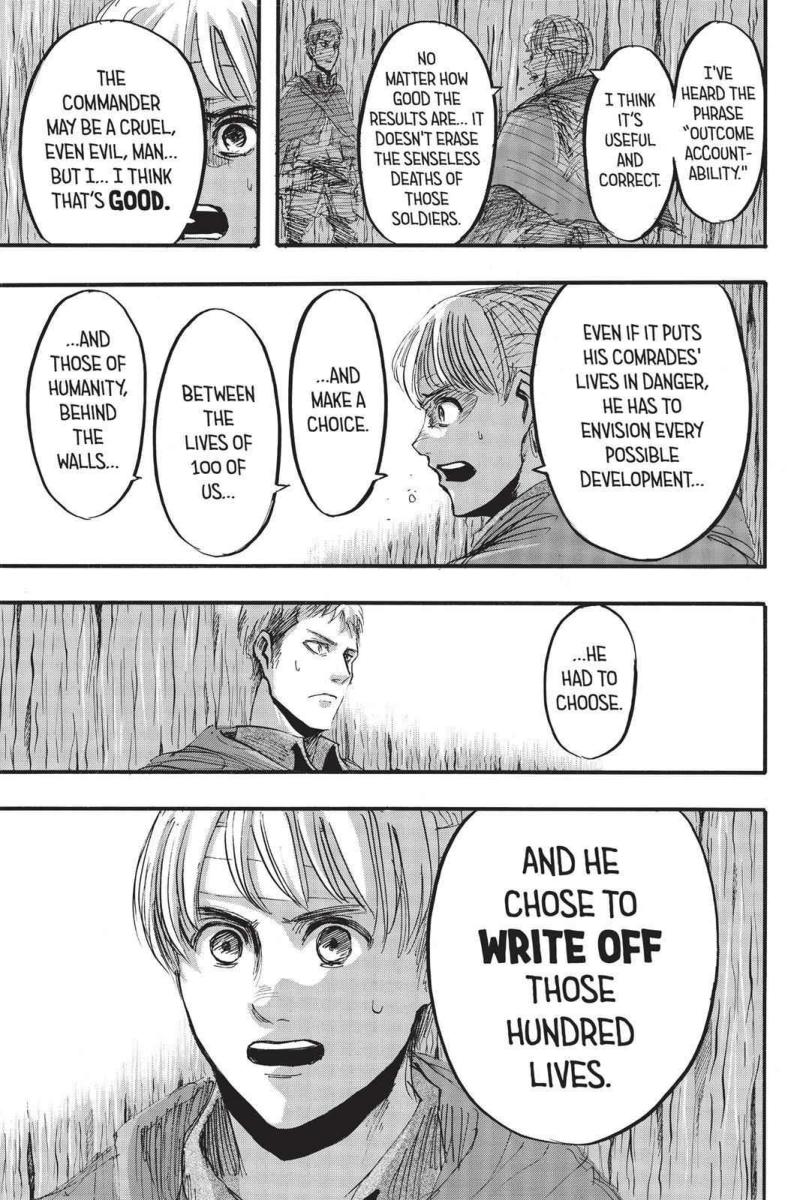 I'VE
HEARD THE
PHRASE
"OUTCOME
ACCOUNT-
ABILITY."
I THINK
IT'S
USEFUL
AND
CORRECT.
NO
MATTER HOW
GOOD THE
RESULTS ARE... IT
DOESN'T ERASE
THE SENSELESS
DEATHS OF
THOSE
SOLDIERS.
THE
COMMANDER
MAY BE A CRUEL,
EVEN EVIL, MAN...
BUT I... I THINK
THAT'S GOOD.
EVEN IF IT PUTS
HIS COMRADES'
LIVES IN DANGER,
HE HAS TO
ENVISION EVERY
POSSIBLE
DEVELOPMENT...
...AND
MAKE A
CHOICE.
BETWEEN
THE
LIVES OF
100 OF
US...
...AND
THOSE OF
HUMANITY,
BEHIND
THE
WALLS...
...HE
HAD TO
CHOOSE.
AND HE
CHOSE TO
WRITE OFF
THOSE
HUNDRED
LIVES.